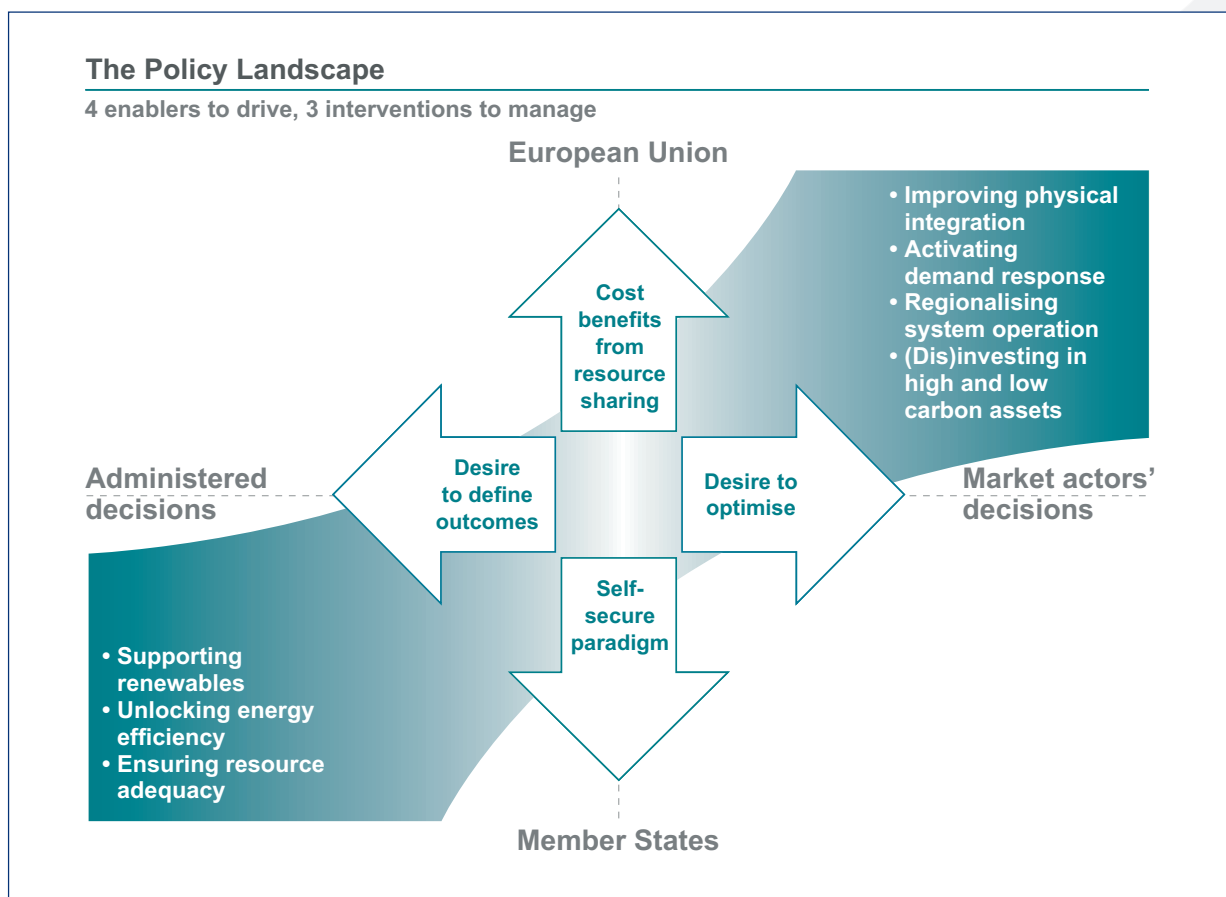 The Policy Landscape
4 enablers to drive, 3 interventions to manage
European Union
• Improving physical
integration
• Activating
demand response
• Regionalising
system operation
• (Dis)investing in
high and low
carbon assets
Cost
benefits
from
resource
sharing
Administered
decisions
Desire
to define
outcomes
Desire to
optimise
Market actors’
decisions
Self-
secure
paradigm
• Supporting
renewables
• Unlocking energy
efficiency
• Ensuring resource
adequacy
Member States